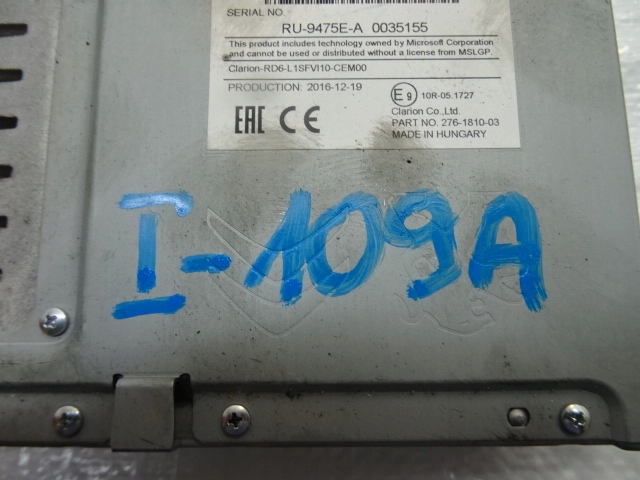 SERIAL NO.
RU-9475E-A 0035155
This product includes technology owned by Microsoft Corporation
and cannot be used or distributed without a license from MSLGP.
Clarion-RD6-L1SFVI10-CEM00
PRODUCTION: 2016-12-19
E9 10R-05.1727
Clarion Co.,Ltd.
PART NO. 276-1810-03
MADE IN HUNGARY
EAC CE
I-109A